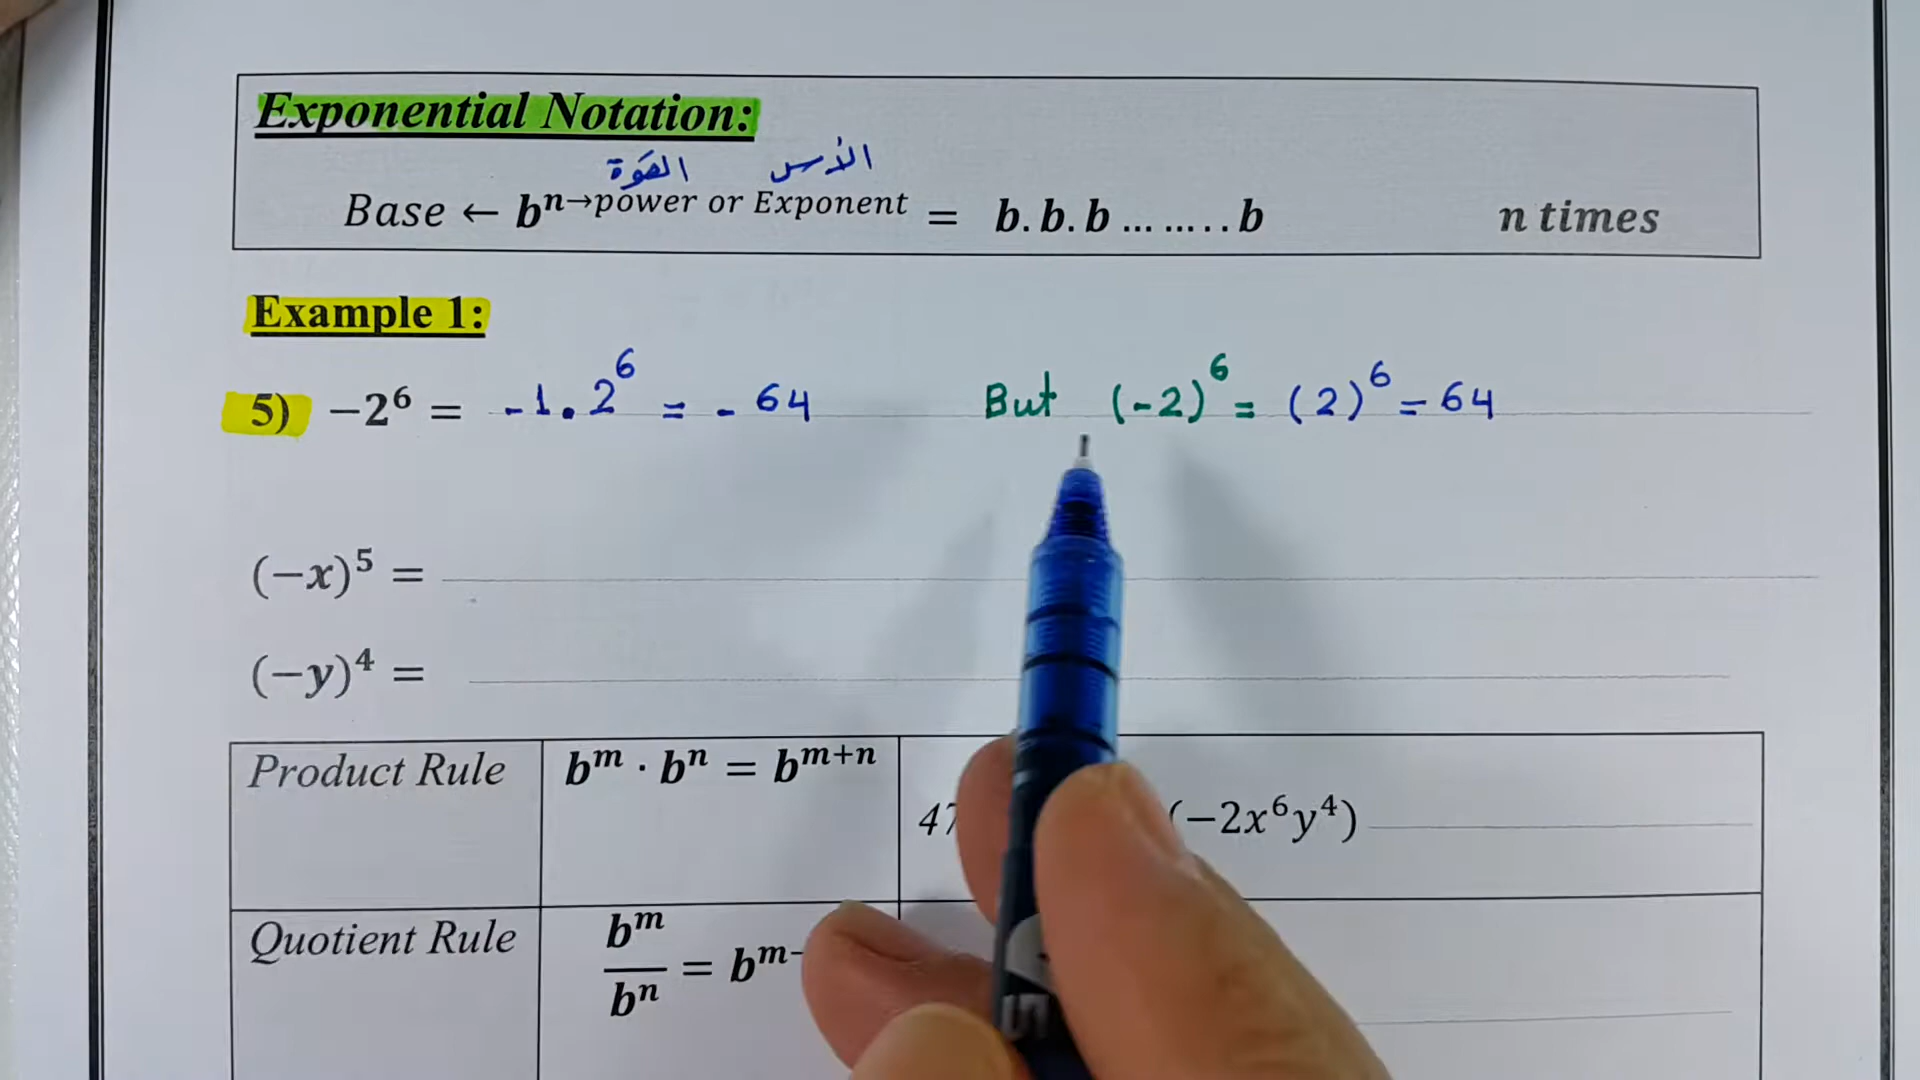 Exponential Notation:
القوة الأس
Base ← bⁿ→power or Exponent = b.b.b ........b n times
Example 1:
5) −2⁶ = -1.2⁶ = - 64 But (-2)⁶ = (2)⁶ = 64
(−x)⁵ =
(−y)⁴ =
Product Rule bᵐ · bⁿ = bᵐ⁺ⁿ
47 (−2x⁶y⁴)
Quotient Rule bᵐ/bⁿ = bᵐ⁻